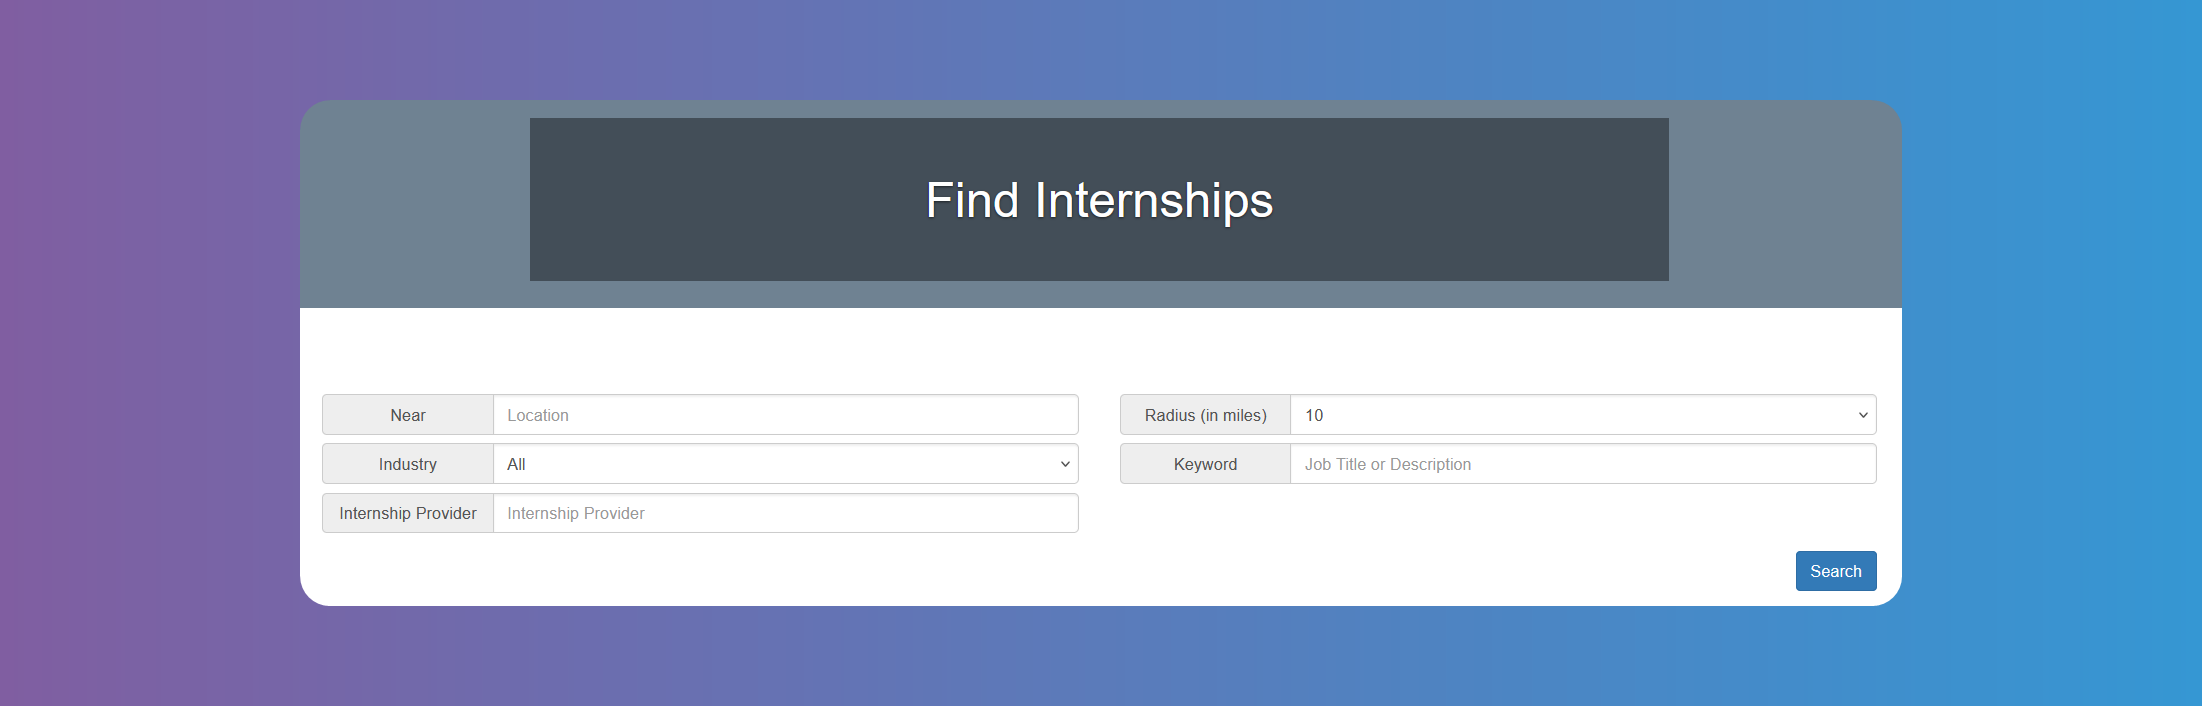 Find Internships
Near Location Radius (in miles) 10
Industry All Keyword Job Title or Description
Internship Provider Internship Provider
Search